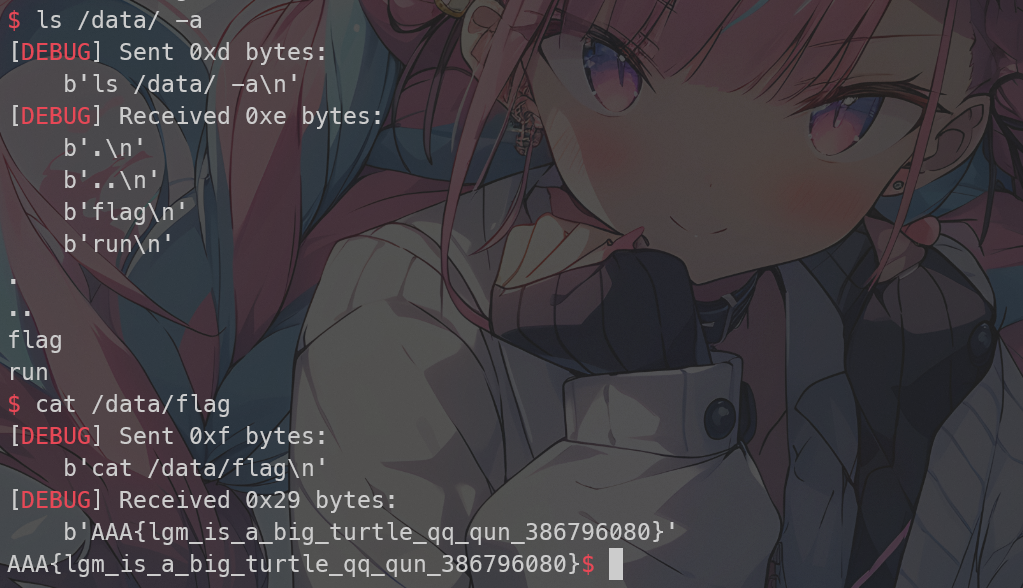 $ ls /data/ -a
[DEBUG] Sent 0xd bytes:
    b'ls /data/ -a\n'
[DEBUG] Received 0xe bytes:
    b'.\n'
    b'..\n'
    b'flag\n'
    b'run\n'
.
..
flag
run
$ cat /data/flag
[DEBUG] Sent 0xf bytes:
    b'cat /data/flag\n'
[DEBUG] Received 0x29 bytes:
    b'AAA{lgm_is_a_big_turtle_qq_qun_386796080}'
AAA{lgm_is_a_big_turtle_qq_qun_386796080}$